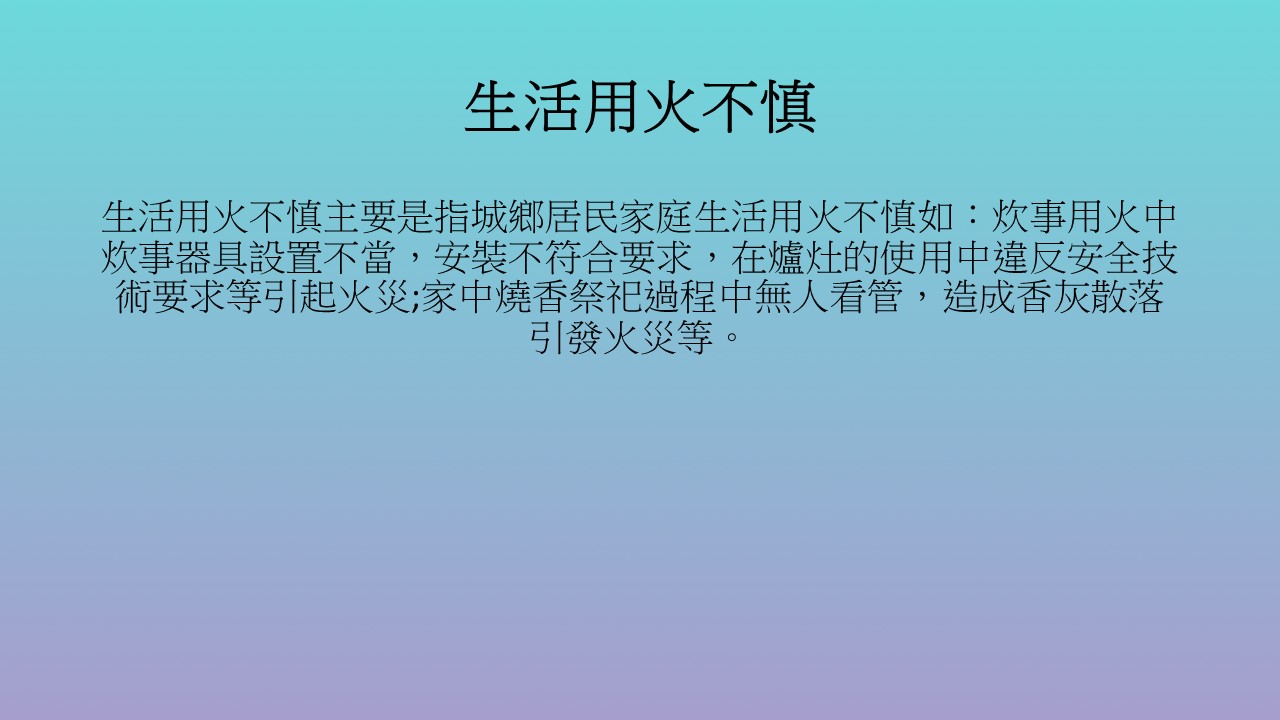 生活用火不慎
生活用火不慎主要是指城鄉居民家庭生活用火不慎如：炊事用火中
炊事器具設置不當，安裝不符合要求，在爐灶的使用中違反安全技
術要求等引起火災;家中燒香祭祀過程中無人看管，造成香灰散落
引發火災等。